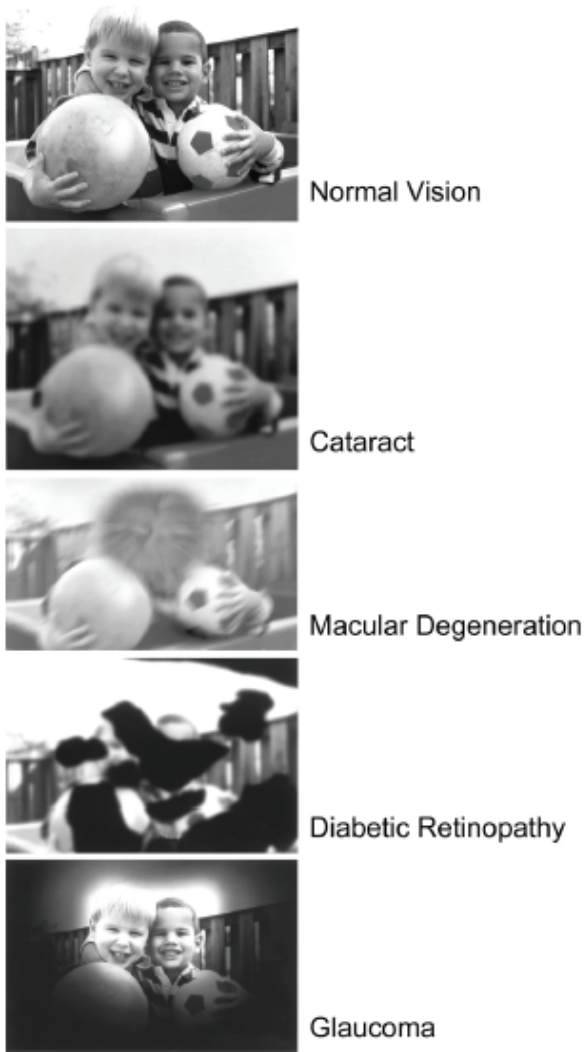 Normal Vision
Cataract
Macular Degeneration
Diabetic Retinopathy
Glaucoma